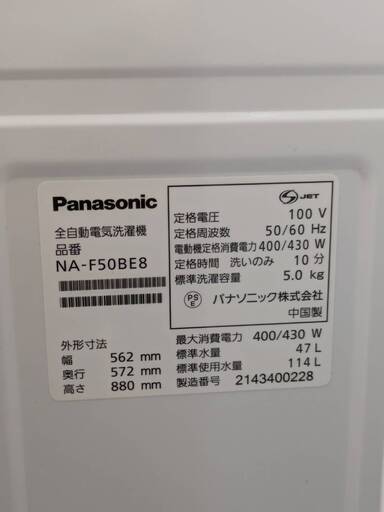 Panasonic
全自動電気洗濯機
品番
NA-F50BE8
外形寸法
幅 562 mm
奥行 572 mm
高さ 880 mm
S JET
定格電圧 100 V
定格周波数 50/60 Hz
電動機定格消費電力 400/430 W
定格時間 洗いのみ 10 分
標準洗濯容量 5.0 kg
PS E パナソニック株式会社
中国製
最大消費電力 400/430 W
標準水量 47 L
標準使用水量 114 L
製造番号 2143400228